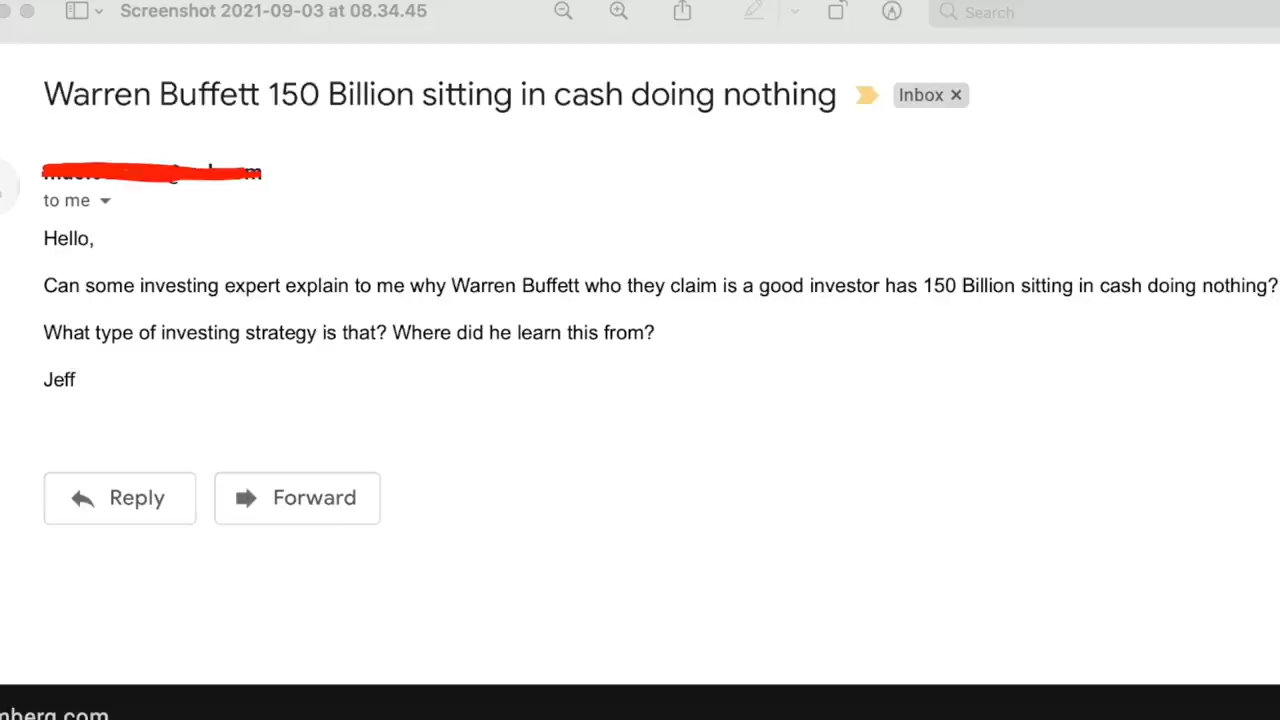 Screenshot 2021-09-03 at 08.34.45
Search
Warren Buffett 150 Billion sitting in cash doing nothing
Inbox ×
to me
Hello,
Can some investing expert explain to me why Warren Buffett who they claim is a good investor has 150 Billion sitting in cash doing nothing?
What type of investing strategy is that? Where did he learn this from?
Jeff
Reply
Forward